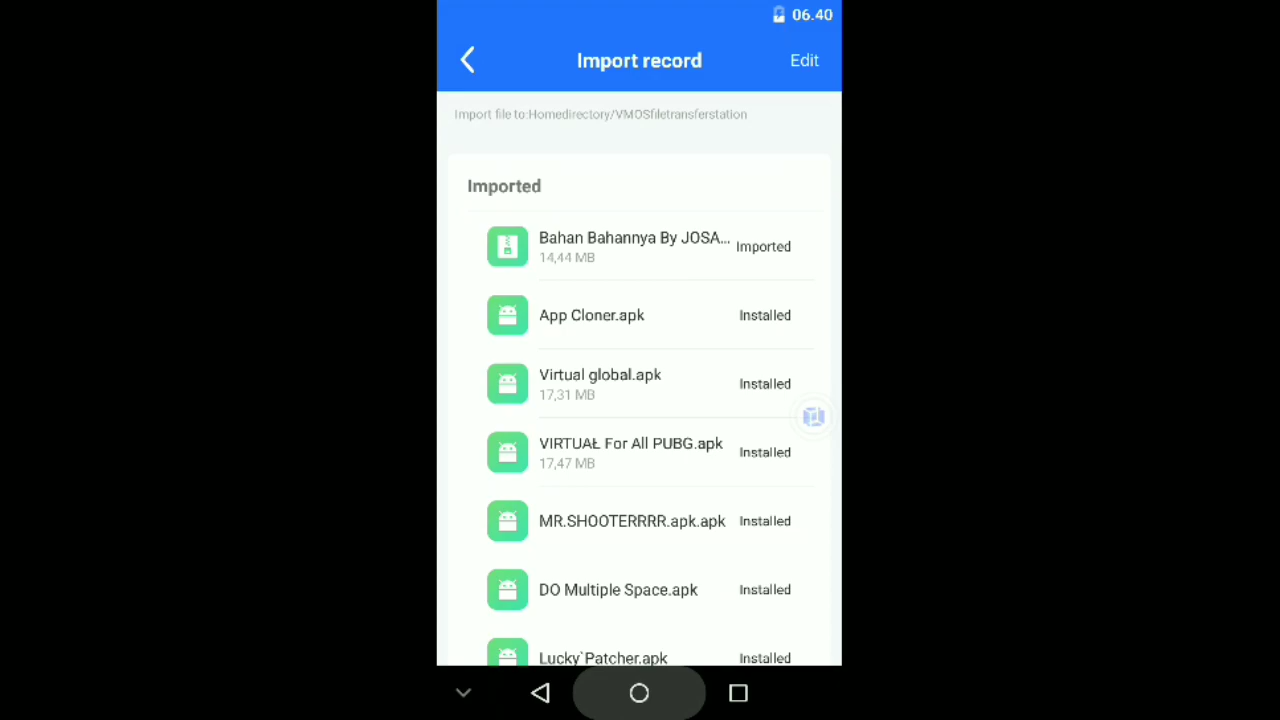 06.40
Import record
Edit
Import file to:Homedirectory/VMOSfiletransferstation
Imported
Bahan Bahannya By JOSA...
14,44 MB
Imported
App Cloner.apk
Installed
Virtual global.apk
17,31 MB
Installed
VIRTUAŁ For All PUBG.apk
17,47 MB
Installed
MR.SHOOTERRRR.apk.apk
Installed
DO Multiple Space.apk
Installed
Lucky`Patcher.apk
Installed